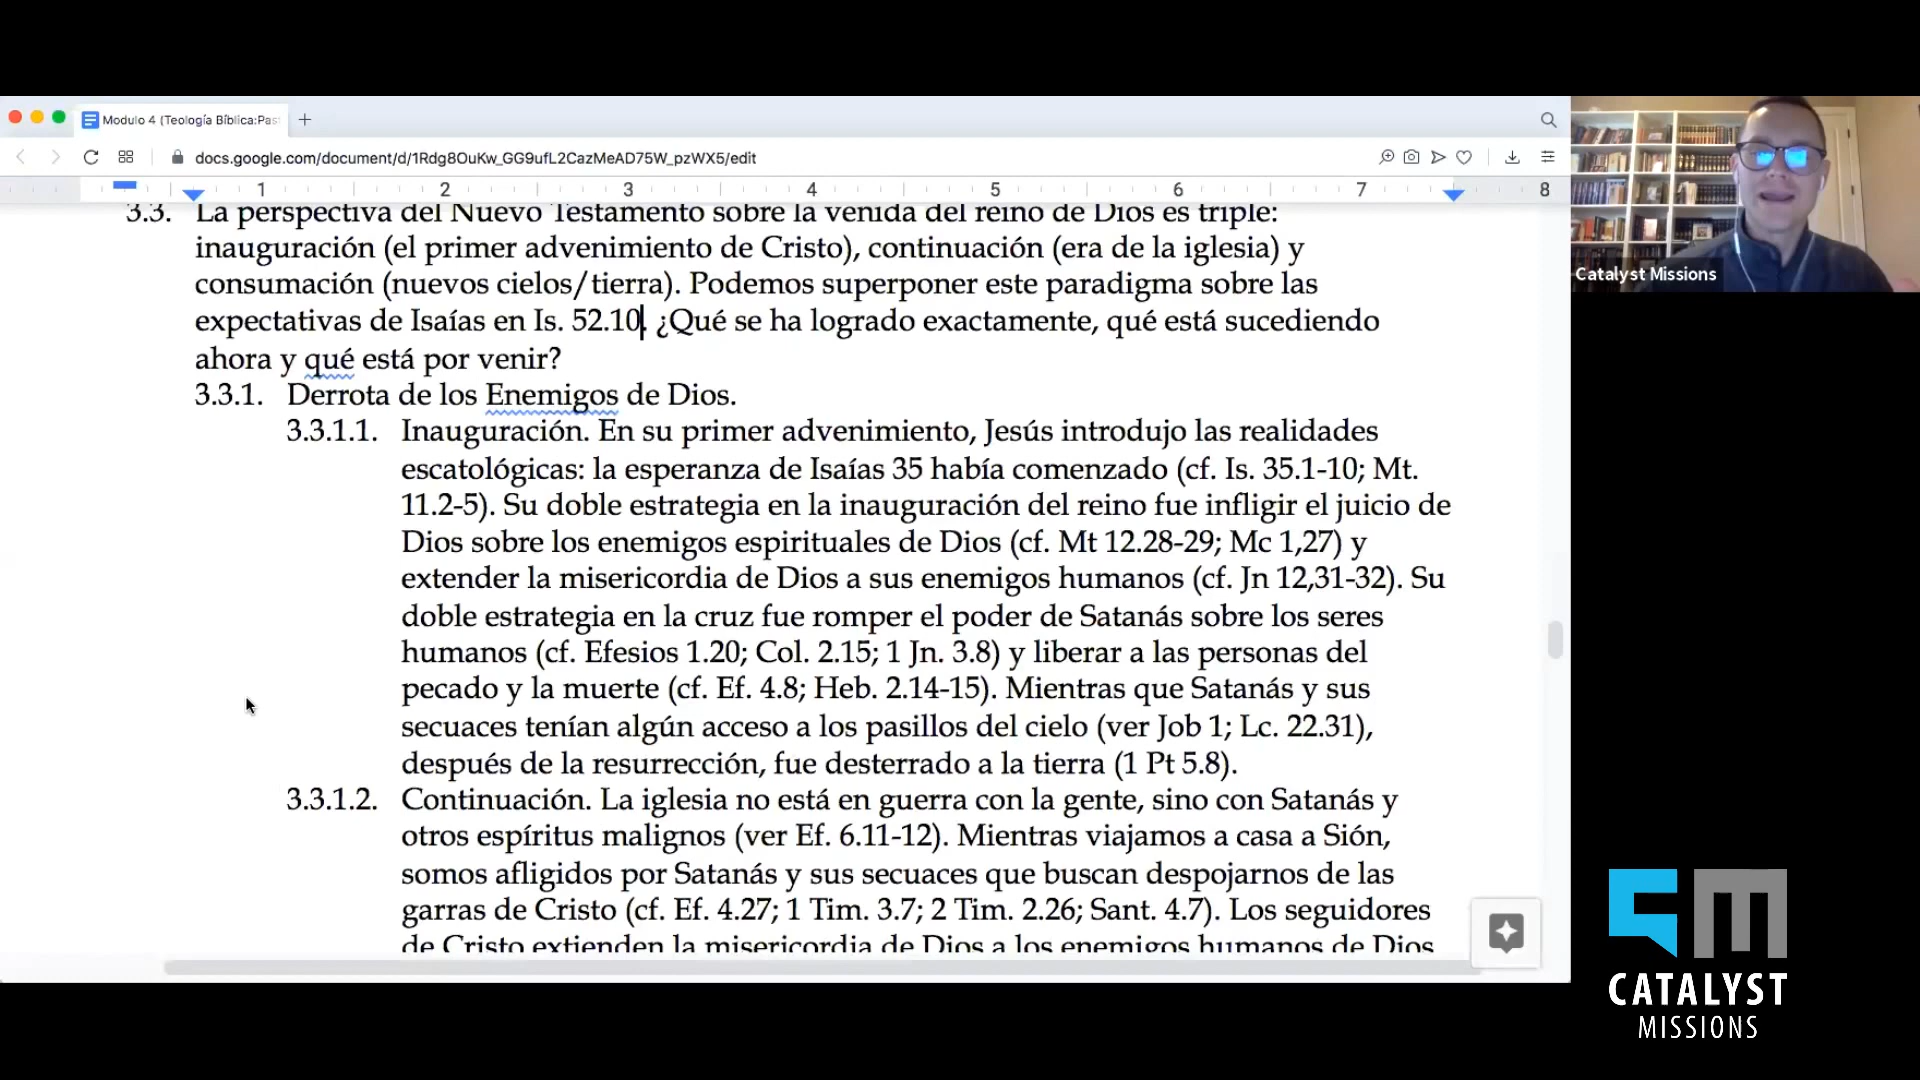 Modulo 4 (Teología Bíblica:Pas
docs.google.com/document/d/1Rdg8OuKw_GG9ufL2CazMeAD75W_pzWX5/edit
1 2 3 4 5 6 7 8
3.3. La perspectiva del Nuevo Testamento sobre la venida del reino de Dios es triple:
inauguración (el primer advenimiento de Cristo), continuación (era de la iglesia) y
consumación (nuevos cielos/tierra). Podemos superponer este paradigma sobre las
expectativas de Isaías en Is. 52.10. ¿Qué se ha logrado exactamente, qué está sucediendo
ahora y qué está por venir?
3.3.1. Derrota de los Enemigos de Dios.
3.3.1.1. Inauguración. En su primer advenimiento, Jesús introdujo las realidades
escatológicas: la esperanza de Isaías 35 había comenzado (cf. Is. 35.1-10; Mt.
11.2-5). Su doble estrategia en la inauguración del reino fue infligir el juicio de
Dios sobre los enemigos espirituales de Dios (cf. Mt 12.28-29; Mc 1,27) y
extender la misericordia de Dios a sus enemigos humanos (cf. Jn 12,31-32). Su
doble estrategia en la cruz fue romper el poder de Satanás sobre los seres
humanos (cf. Efesios 1.20; Col. 2.15; 1 Jn. 3.8) y liberar a las personas del
pecado y la muerte (cf. Ef. 4.8; Heb. 2.14-15). Mientras que Satanás y sus
secuaces tenían algún acceso a los pasillos del cielo (ver Job 1; Lc. 22.31),
después de la resurrección, fue desterrado a la tierra (1 Pt 5.8).
3.3.1.2. Continuación. La iglesia no está en guerra con la gente, sino con Satanás y
otros espíritus malignos (ver Ef. 6.11-12). Mientras viajamos a casa a Sión,
somos afligidos por Satanás y sus secuaces que buscan despojarnos de las
garras de Cristo (cf. Ef. 4.27; 1 Tim. 3.7; 2 Tim. 2.26; Sant. 4.7). Los seguidores
de Cristo extienden la misericordia de Dios a los enemigos humanos de Dios
Catalyst Missions
CATALYST
MISSIONS